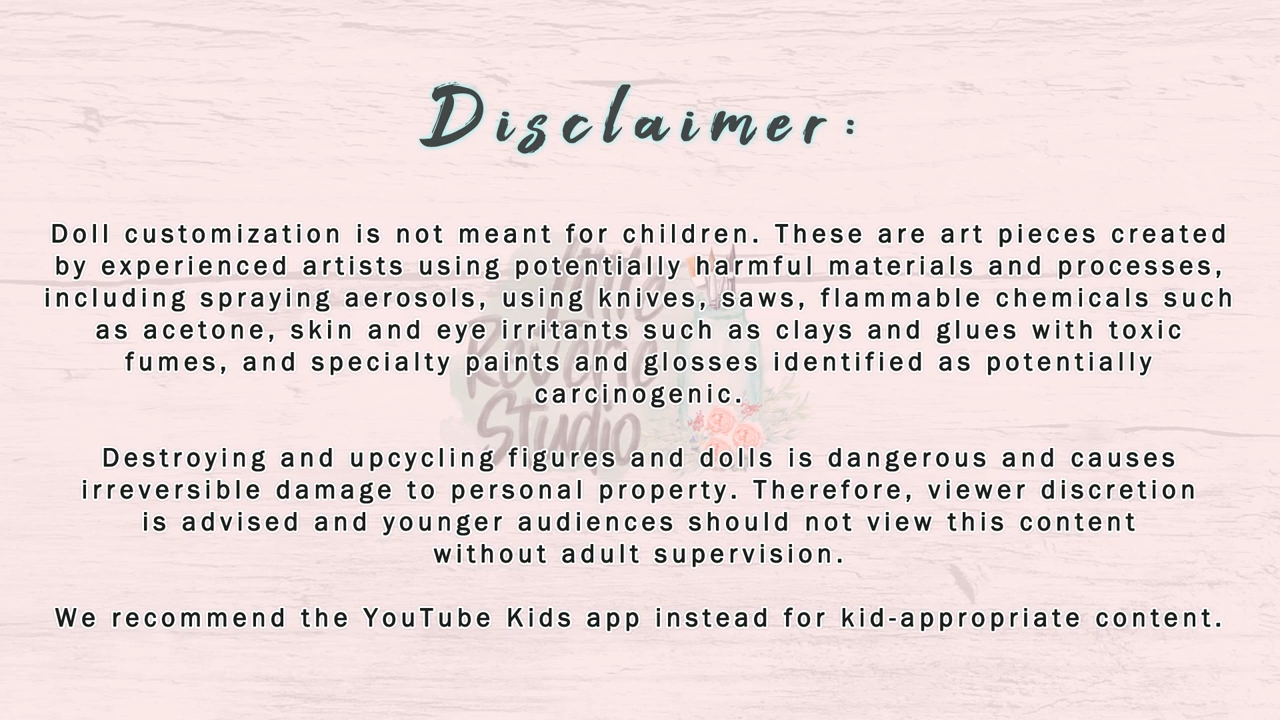 Disclaimer:
Doll customization is not meant for children. These are art pieces created
by experienced artists using potentially harmful materials and processes,
including spraying aerosols, using knives, saws, flammable chemicals such
as acetone, skin and eye irritants such as clays and glues with toxic
fumes, and specialty paints and glosses identified as potentially
carcinogenic.
Destroying and upcycling figures and dolls is dangerous and causes
irreversible damage to personal property. Therefore, viewer discretion
is advised and younger audiences should not view this content
without adult supervision.
We recommend the YouTube Kids app instead for kid-appropriate content.
Reverie
Studio